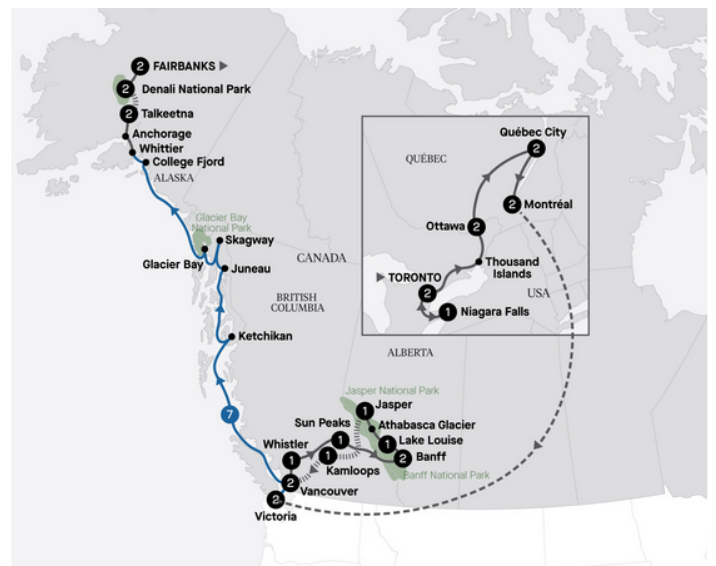 2 FAIRBANKS
2 Denali National Park
2 Talkeetna
Anchorage
Whittier
College Fjord
ALASKA
Glacier Bay
National Park
Skagway
Glacier Bay
Juneau
CANADA
BRITISH
COLUMBIA
Ketchikan
7
ALBERTA
Québec City
2
QUÉBEC
2 Montréal
Ottawa 2
Thousand
Islands
TORONTO
2
USA
1 Niagara Falls
Jasper National Park
1 Jasper
Athabasca Glacier
Sun Peaks
1
1 Lake Louise
Whistler
1
1
Kamloops
2 Banff
Banff National Park
2
Vancouver
2
Victoria